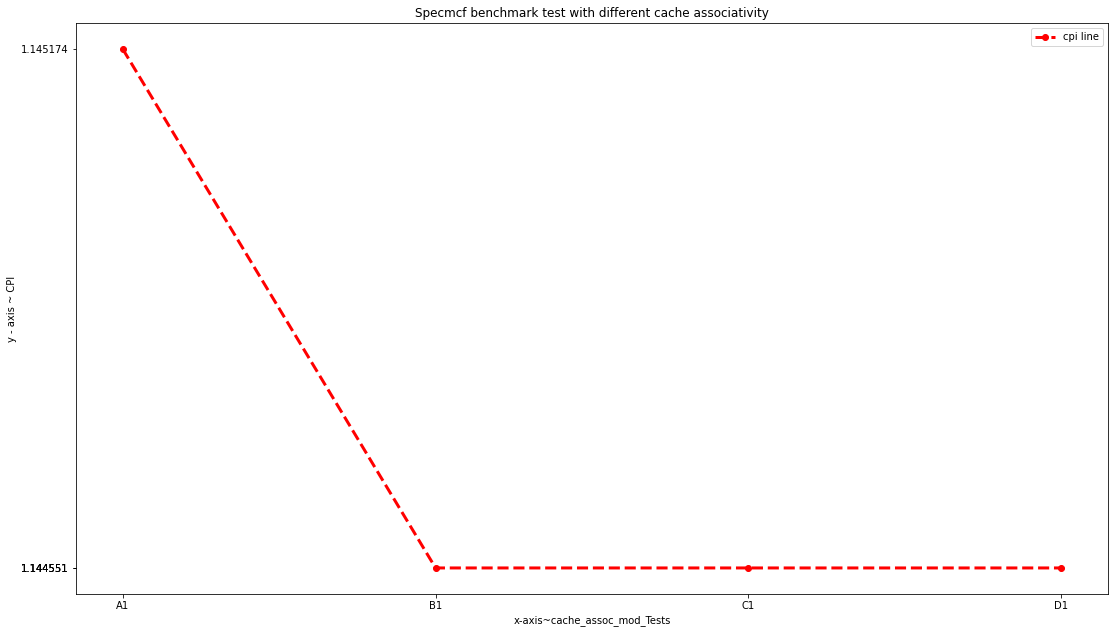 Specmcf benchmark test with different cache associativity
cpi line
1.145174
y - axis ~ CPI
1.144551
A1
B1
C1
D1
x-axis~cache_assoc_mod_Tests